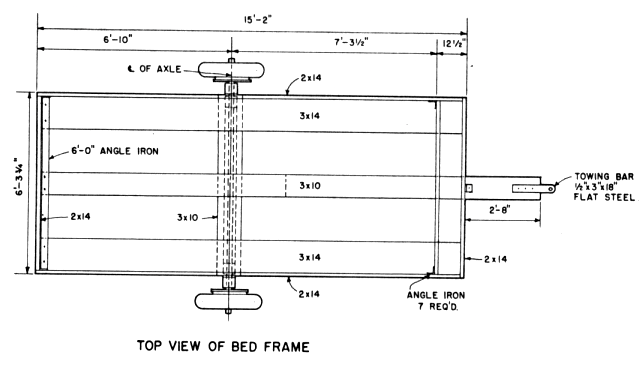 15'-2"
6'-10"
7'-3½"
12½"
℄ OF AXLE
2x14
3x14
6'-0" ANGLE IRON
6'-3¾"
3x10
TOWING BAR
½"x3"x18"
FLAT STEEL
2x14
3x10
2'-8"
3x14
2x14
2x14
ANGLE IRON
7 REQ'D.
TOP VIEW OF BED FRAME